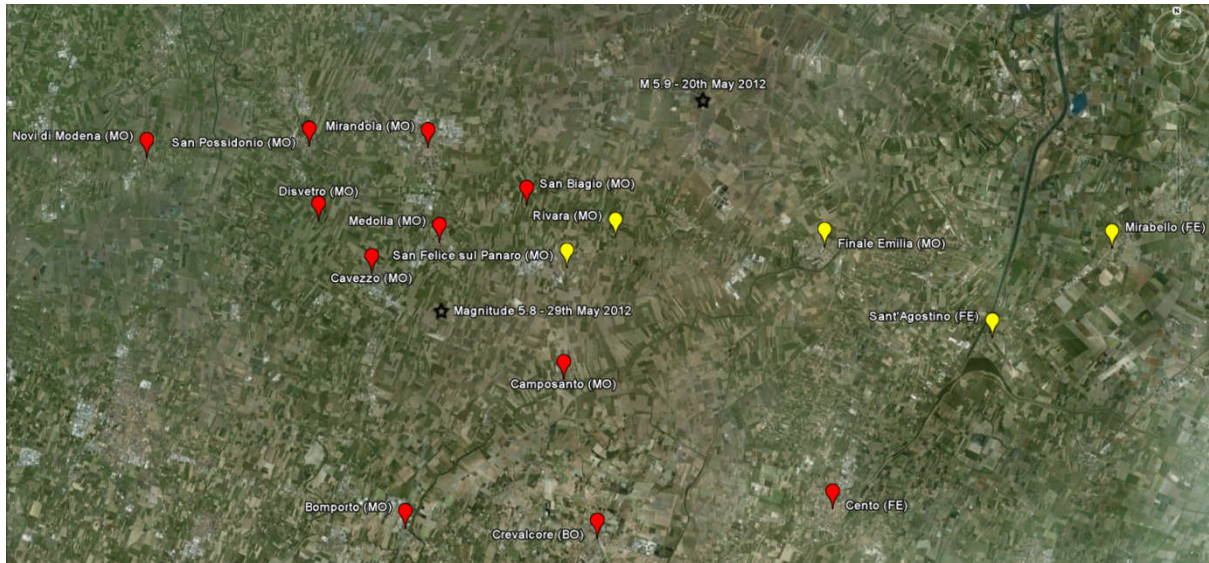 M 5.9 - 20th May 2012
N
Novi di Modena (MO)
San Possidonio (MO)
Mirandola (MO)
Disvetro (MO)
San Biagio (MO)
Medolla (MO)
Rivara (MO)
Mirabello (FE)
Finale Emilia (MO)
San Felice sul Panaro (MO)
Cavezzo (MO)
Magnitude 5.8 - 29th May 2012
Sant'Agostino (FE)
Camposanto (MO)
Bomporto (MO)
Cento (FE)
Crevalcore (BO)